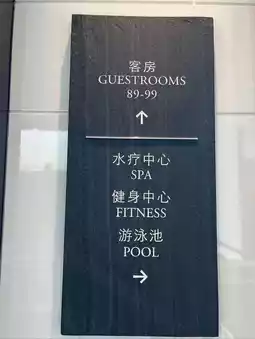 客房
GUESTROOMS
89-99
↑
水疗中心
SPA
健身中心
FITNESS
游泳池
POOL
→